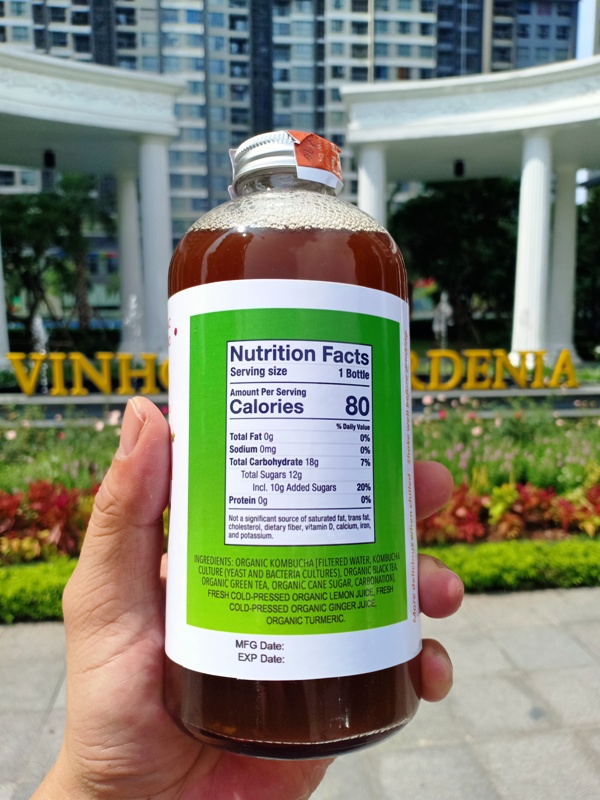 VINHO
RDENIA
Nutrition Facts
Serving size 1 Bottle
Amount Per Serving
Calories 80
% Daily Value
Total Fat 0g 0%
Sodium 0mg 0%
Total Carbohydrate 18g 7%
Total Sugars 12g
Incl. 10g Added Sugars 20%
Protein 0g 0%
Not a significant source of saturated fat, trans fat,
cholesterol, dietary fiber, vitamin D, calcium, iron,
and potassium.
INGREDIENTS: ORGANIC KOMBUCHA [FILTERED WATER, KOMBUCHA
CULTURE (YEAST AND BACTERIA CULTURES), ORGANIC BLACK TEA,
ORGANIC GREEN TEA, ORGANIC CANE SUGAR, CARBONATION],
FRESH COLD-PRESSED ORGANIC LEMON JUICE, FRESH
COLD-PRESSED ORGANIC GINGER JUICE,
ORGANIC TURMERIC.
MFG Date:
EXP Date:
More delicious when chilled